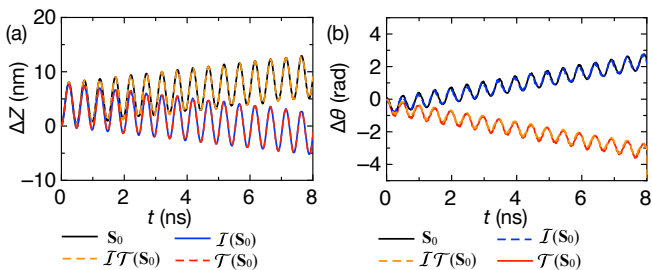 (a)
20
10
0
−10
ΔZ (nm)
0 2 4 6 8
t (ns)
S₀
I(S₀)
IT(S₀)
T(S₀)
(b)
4
2
0
−2
−4
Δθ (rad)
0 2 4 6 8
t (ns)
S₀
I(S₀)
IT(S₀)
T(S₀)